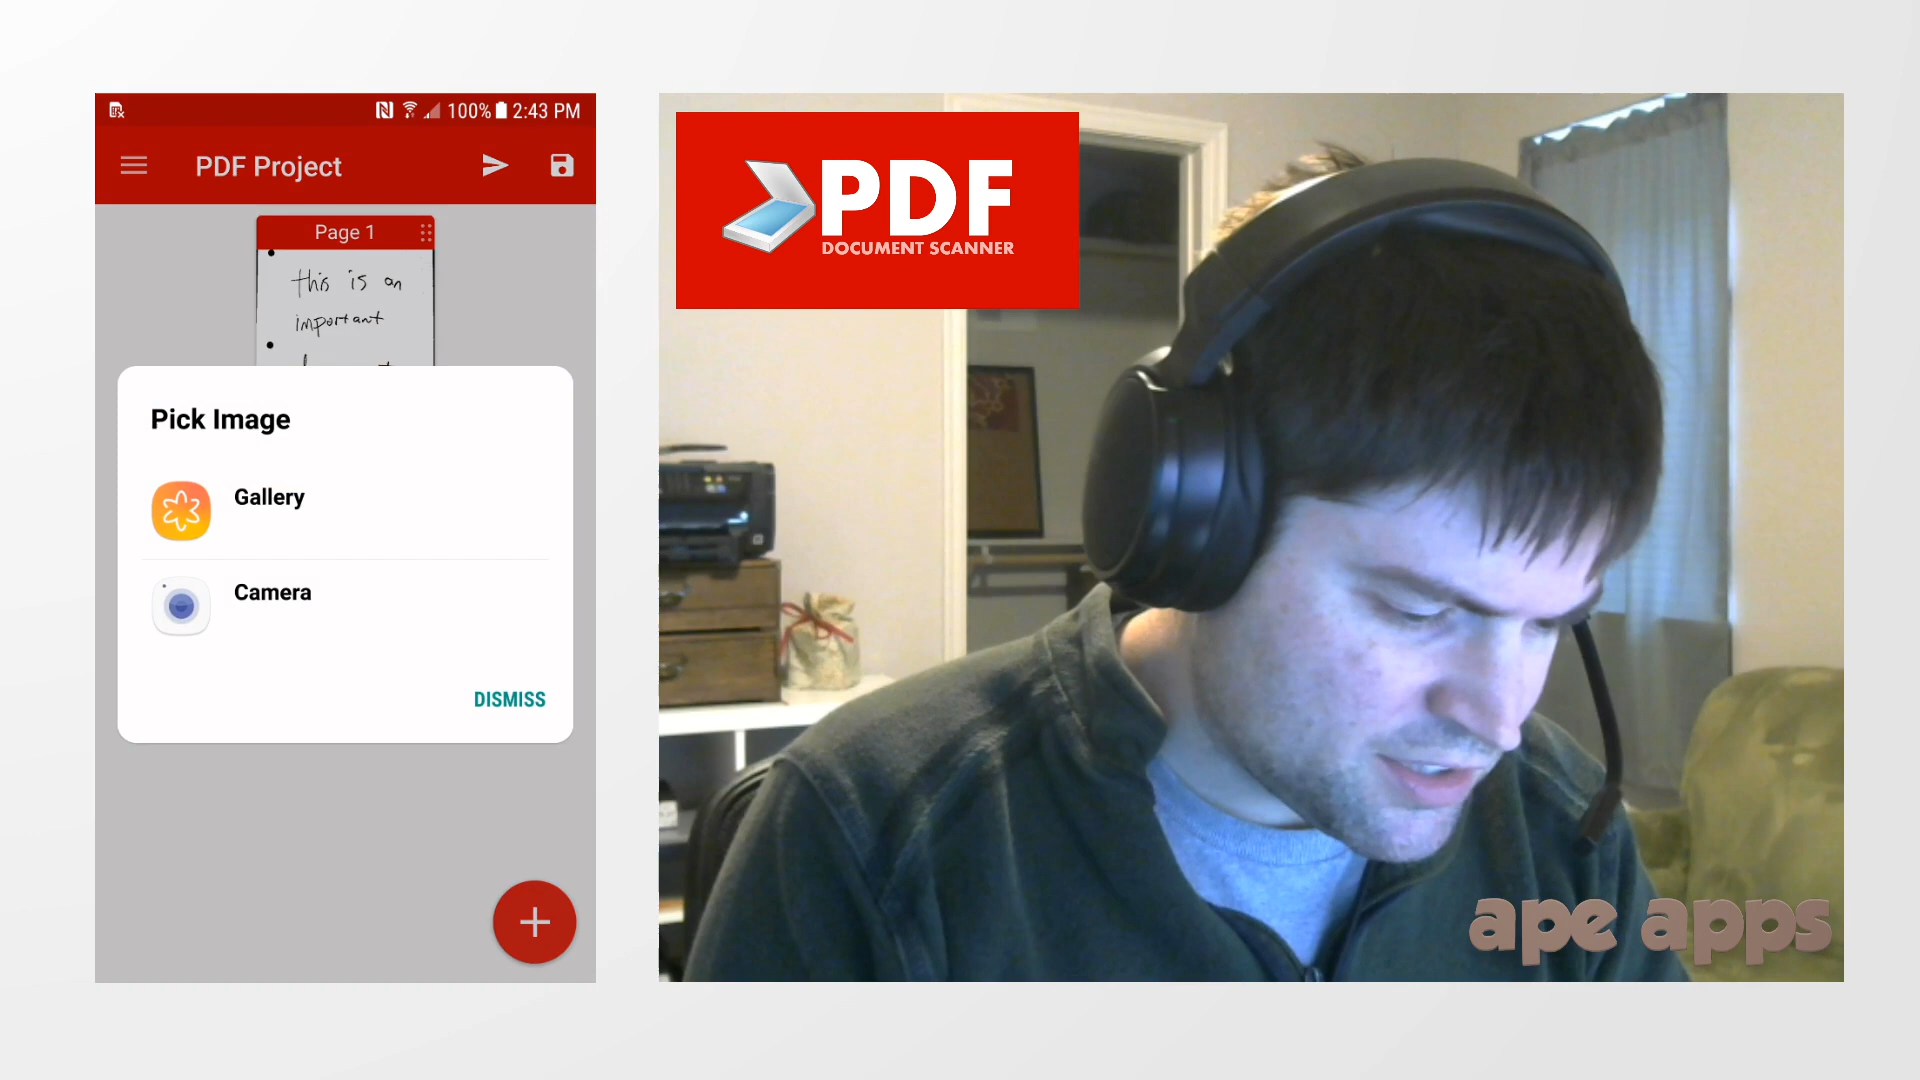 100% 2:43 PM
PDF Project
Page 1
this is an
important
Pick Image
Gallery
Camera
DISMISS
PDF
DOCUMENT SCANNER
ape apps